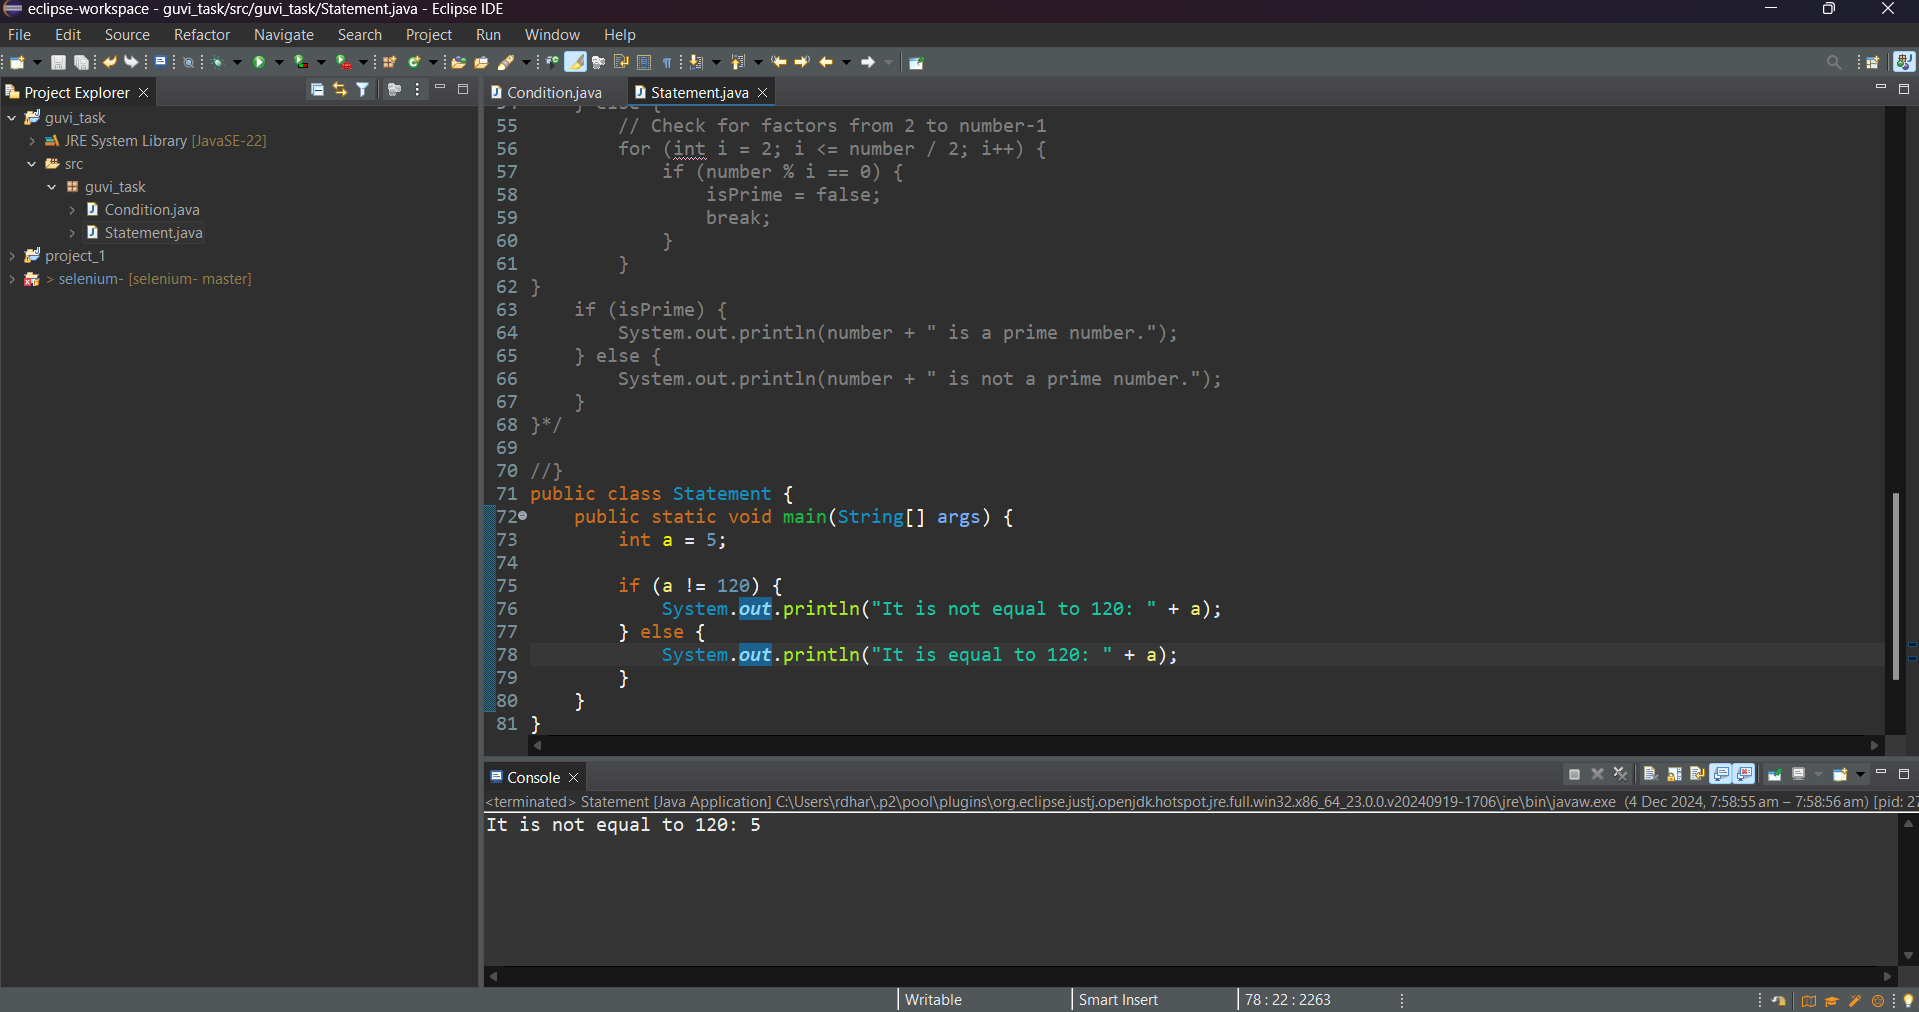 eclipse-workspace - guvi_task/src/guvi_task/Statement.java - Eclipse IDE
File Edit Source Refactor Navigate Search Project Run Window Help
Project Explorer
Condition.java
Statement.java
guvi_task
JRE System Library [JavaSE-22]
src
guvi_task
Condition.java
Statement.java
project_1
> selenium- [selenium- master]
54 } else {
55 // Check for factors from 2 to number-1
56 for (int i = 2; i <= number / 2; i++) {
57 if (number % i == 0) {
58 isPrime = false;
59 break;
60 }
61 }
62 }
63 if (isPrime) {
64 System.out.println(number + " is a prime number.");
65 } else {
66 System.out.println(number + " is not a prime number.");
67 }
68 }*/
69
70 //}
71 public class Statement {
72 public static void main(String[] args) {
73 int a = 5;
74
75 if (a != 120) {
76 System.out.println("It is not equal to 120: " + a);
77 } else {
78 System.out.println("It is equal to 120: " + a);
79 }
80 }
81 }
Console
<terminated> Statement [Java Application] C:\Users\rdhar\.p2\pool\plugins\org.eclipse.justj.openjdk.hotspot.jre.full.win32.x86_64_23.0.0.v20240919-1706\jre\bin\javaw.exe (4 Dec 2024, 7:58:55 am – 7:58:56 am) [pid: 27
It is not equal to 120: 5
Writable Smart Insert 78 : 22 : 2263